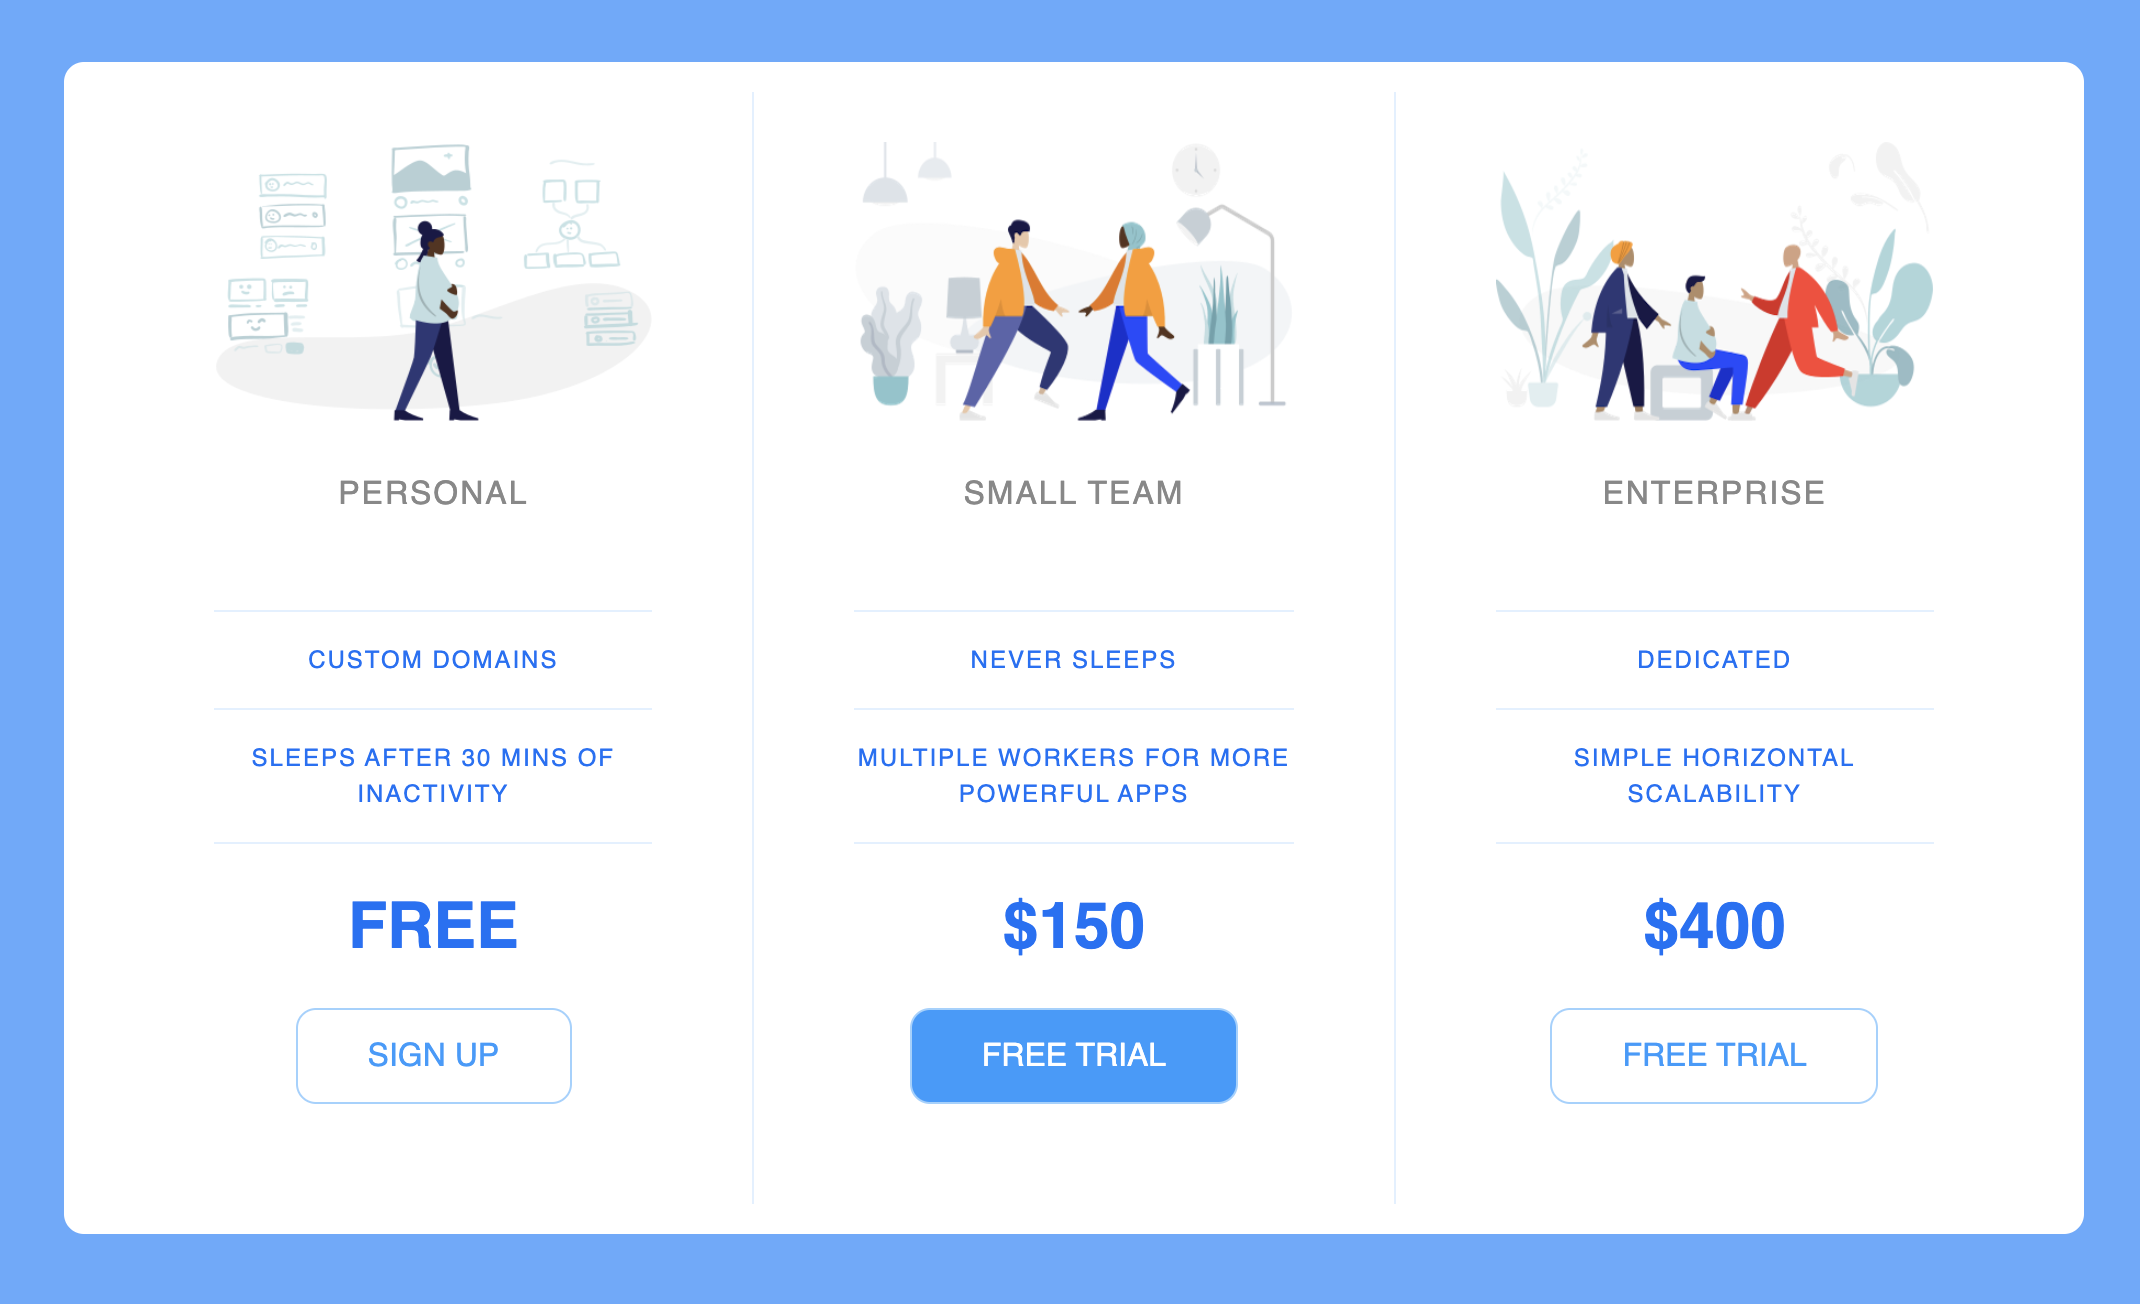 PERSONAL
CUSTOM DOMAINS
SLEEPS AFTER 30 MINS OF
INACTIVITY
FREE
SIGN UP
SMALL TEAM
NEVER SLEEPS
MULTIPLE WORKERS FOR MORE
POWERFUL APPS
$150
FREE TRIAL
ENTERPRISE
DEDICATED
SIMPLE HORIZONTAL
SCALABILITY
$400
FREE TRIAL